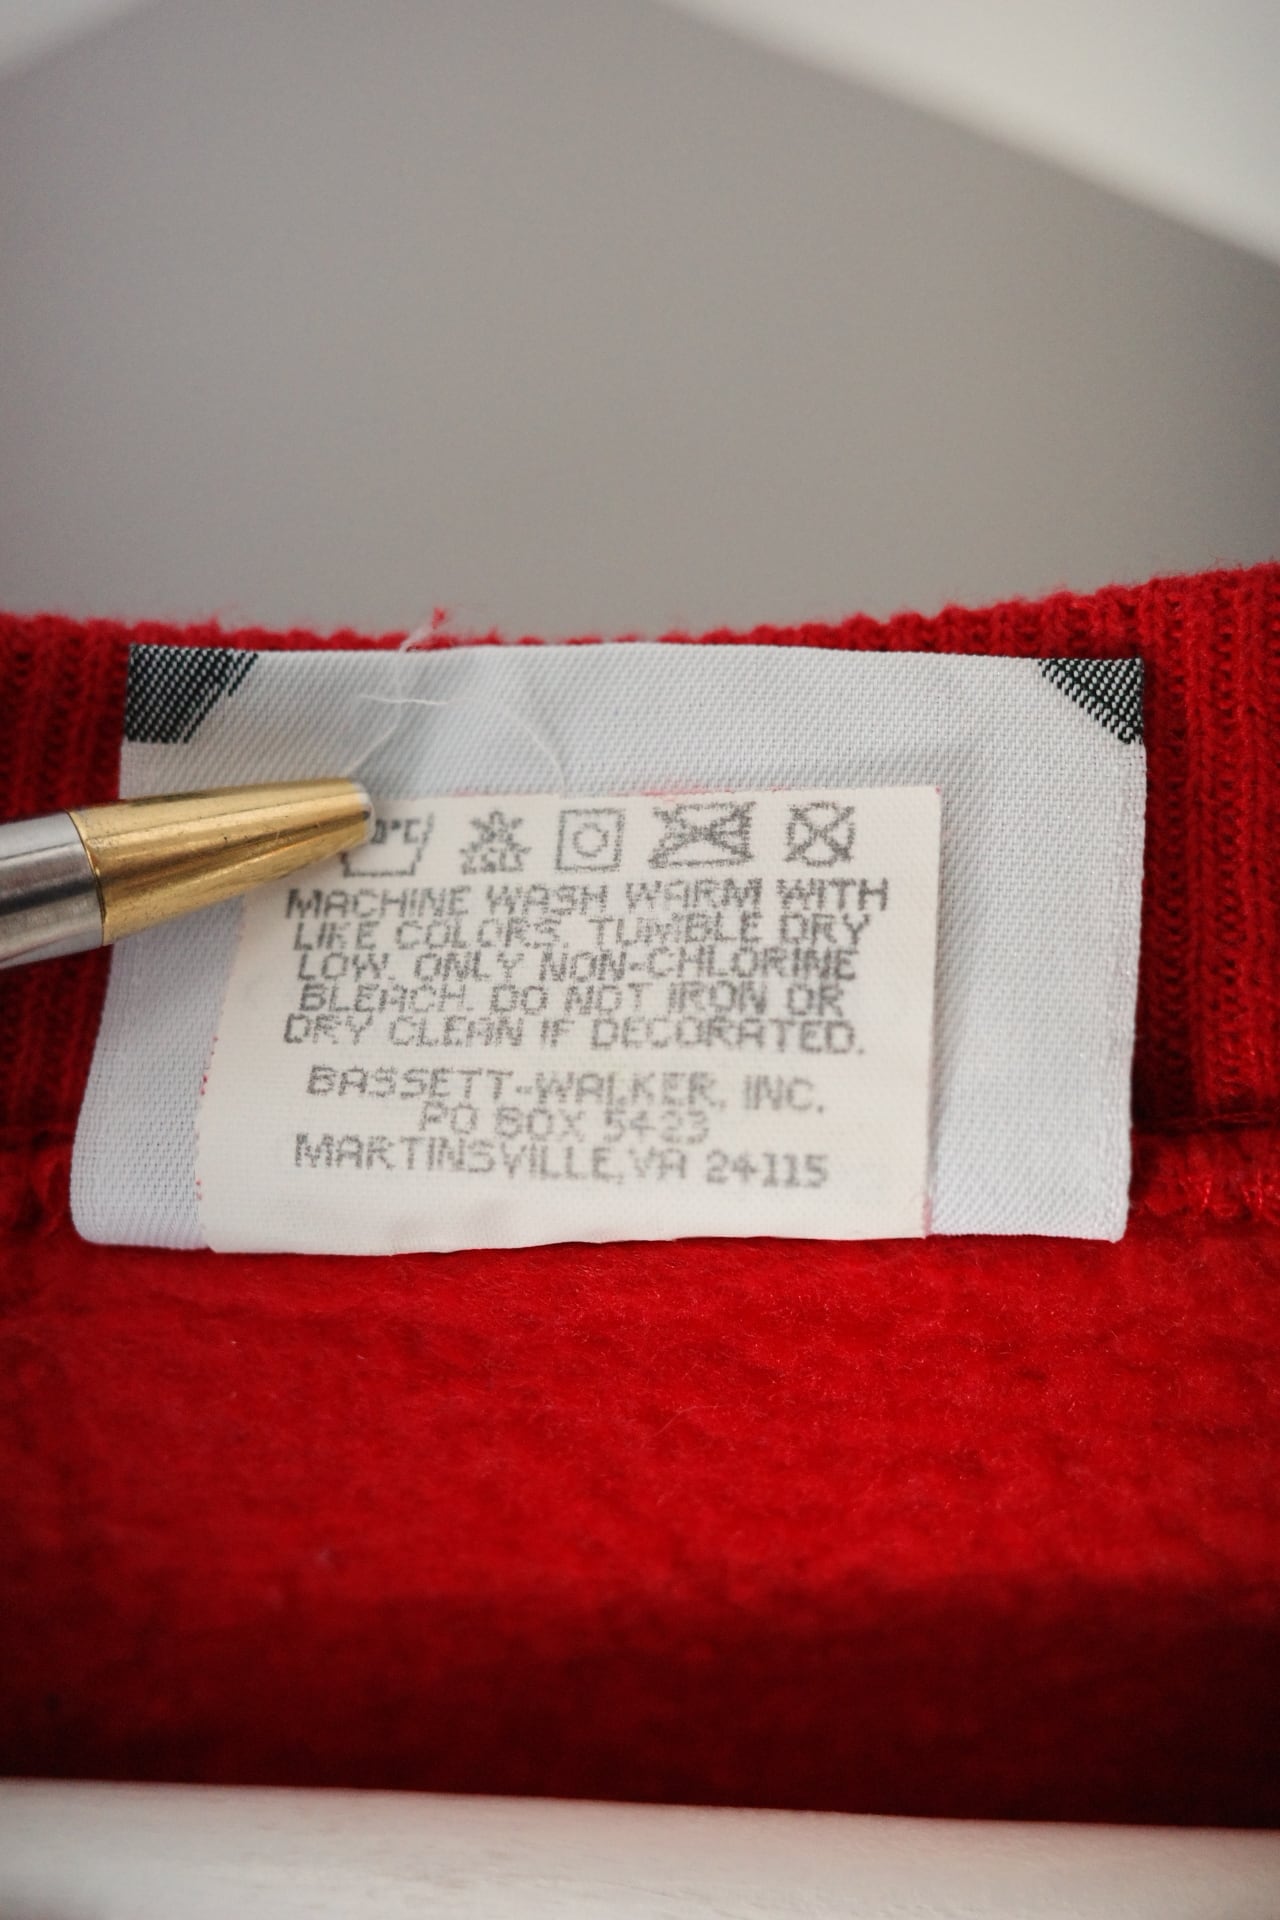 MACHINE WASH WARM WITH
LIKE COLORS. TUMBLE DRY
LOW. ONLY NON-CHLORINE
BLEACH. DO NOT IRON OR
DRY CLEAN IF DECORATED.
BASSETT-WALKER, INC.
PO BOX 5423
MARTINSVILLE, VA 24115